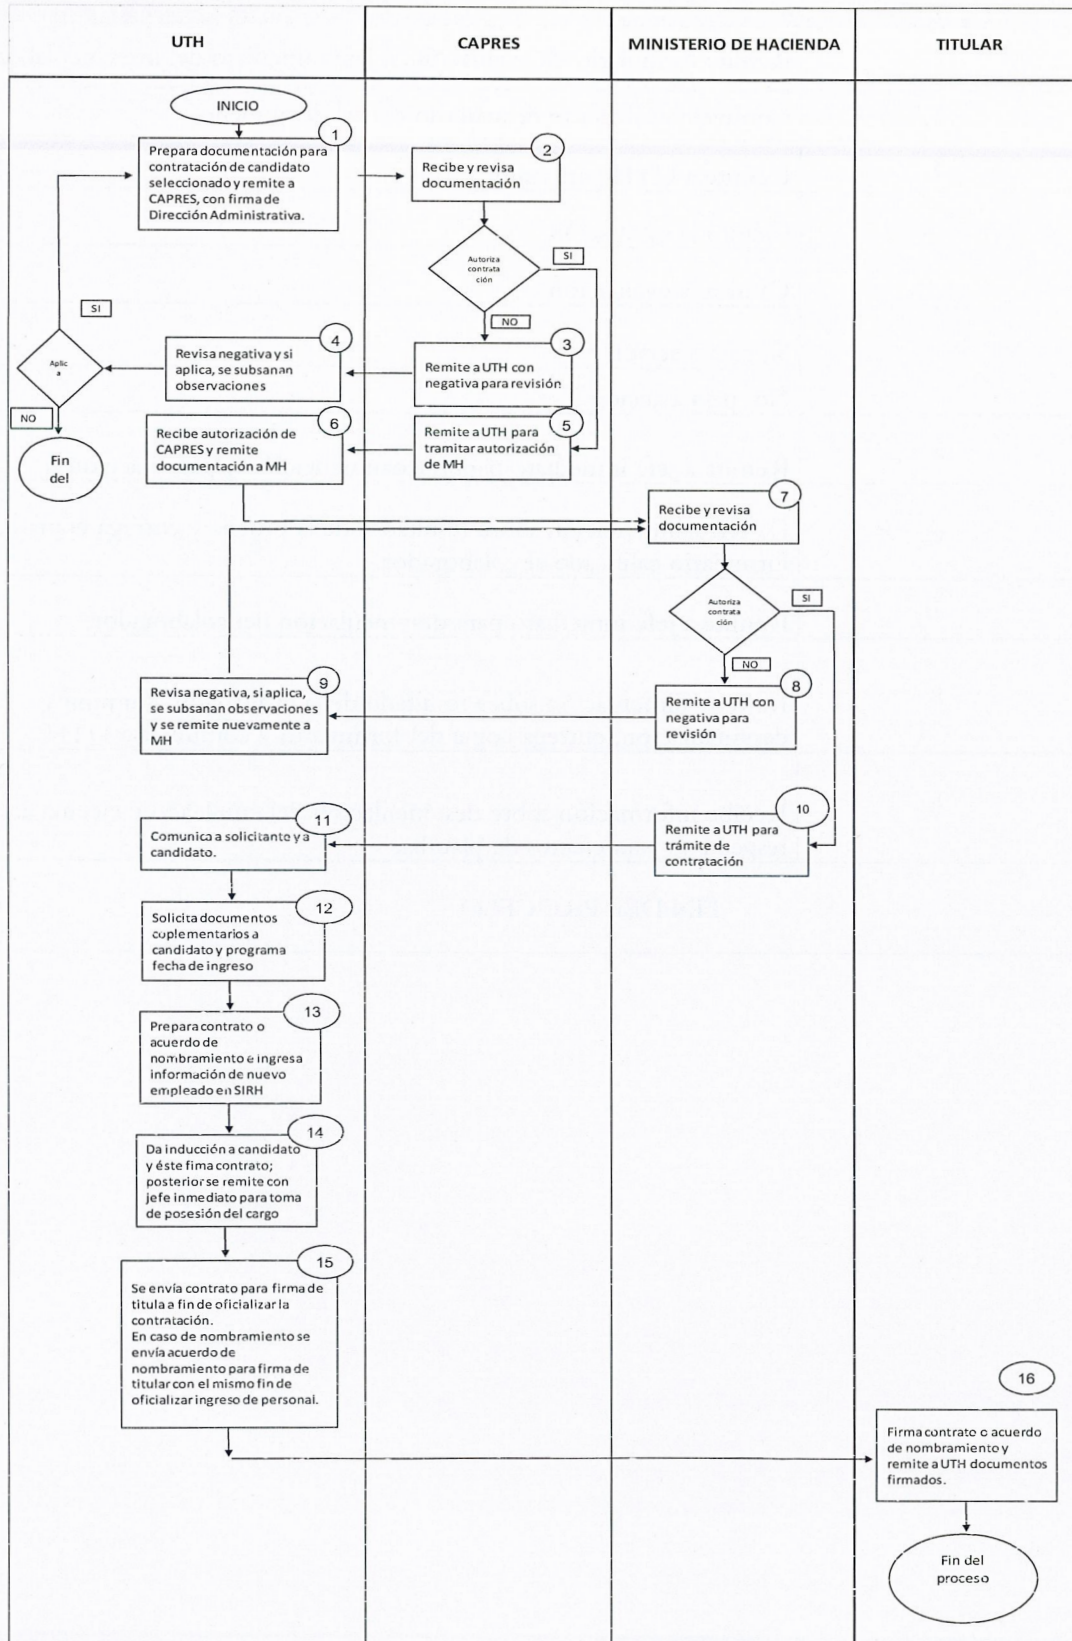 UTH
CAPRES
MINISTERIO DE HACIENDA
TITULAR
INICIO
1
Prepara documentación para
contratación de candidato
seleccionado y remite a
CAPRES, con firma de
Dirección Administrativa.
2
Recibe y revisa
documentación
Autoriza
contrata
ción
SI
NO
3
Remite a UTH con
negativa para revisión
4
Revisa negativa y si
aplica, se subsanan
observaciones
Aplic
a
SI
NO
Fin
del
5
Remite a UTH para
tramitar autorización
de MH
6
Recibe autorización de
CAPRES y remite
documentación a MH
7
Recibe y revisa
documentación
Autoriza
contrata
ción
SI
NO
8
Remite a UTH con
negativa para
revisión
9
Revisa negativa, si aplica,
se subsanan observaciones
y se remite nuevamente a
MH
10
Remite a UTH para
trámite de
contratación
11
Comunica a solicitante y a
candidato.
12
Solicita documentos
coplementarios a
candidato y programa
fecha de ingreso
13
Prepara contrato o
acuerdo de
nombramiento e ingresa
información de nuevo
empleado en SIRH
14
Da inducción a candidato
y éste fima contrato;
posterior se remite con
jefe inmediato para toma
de posesión del cargo
15
Se envía contrato para firma de
titula a fin de oficializar la
contratación.
En caso de nombramiento se
envía acuerdo de
nombramiento para firma de
titular con el mismo fin de
oficializar ingreso de personal.
16
Firma contrato o acuerdo
de nombramiento y
remite a UTH documentos
firmados.
Fin del
proceso